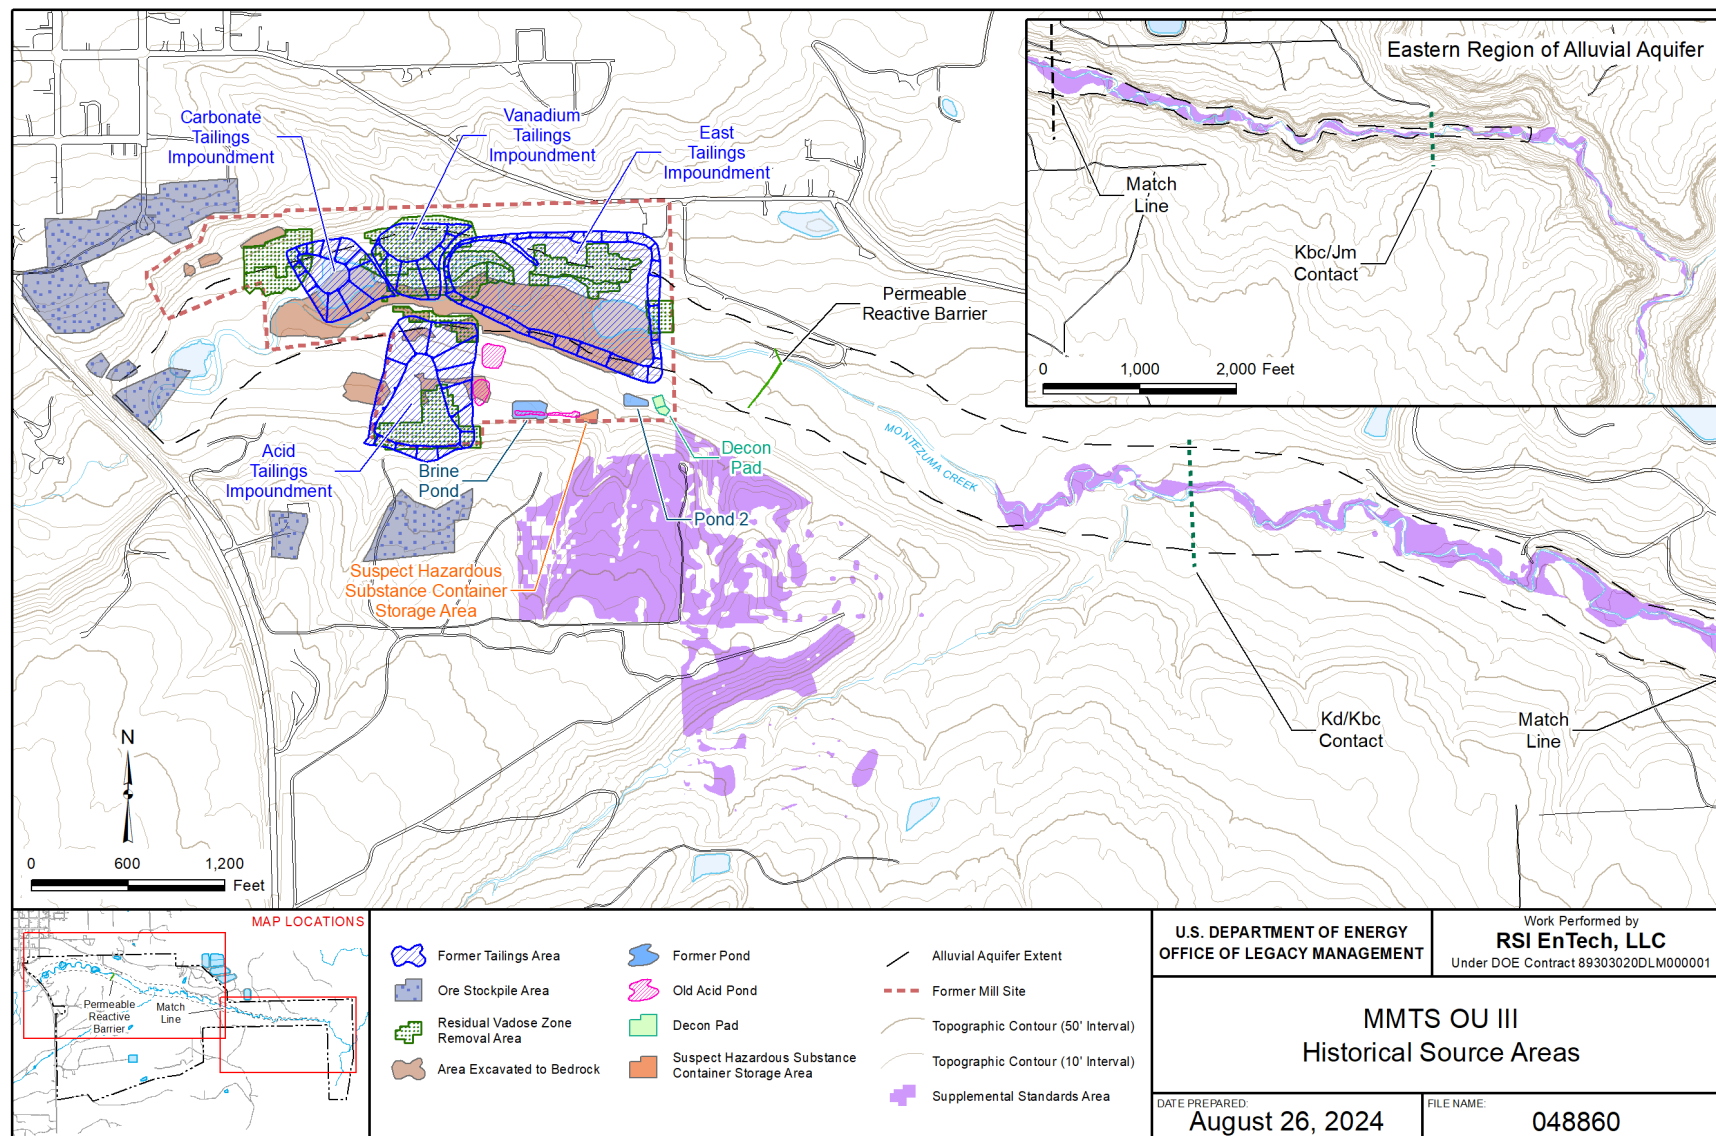 Eastern Region of Alluvial Aquifer
Carbonate
Tailings
Impoundment
Vanadium
Tailings
Impoundment
East
Tailings
Impoundment
Match
Line
Kbc/Jm
Contact
Permeable
Reactive Barrier
0 1,000 2,000 Feet
MONTEZUMA CREEK
Acid
Tailings
Impoundment
Brine
Pond
Decon
Pad
Pond 2
Suspect Hazardous
Substance Container
Storage Area
Kd/Kbc
Contact
Match
Line
N
0 600 1,200
Feet
MAP LOCATIONS
Permeable
Reactive
Barrier
Match
Line
Former Tailings Area
Ore Stockpile Area
Residual Vadose Zone
Removal Area
Area Excavated to Bedrock
Former Pond
Old Acid Pond
Decon Pad
Suspect Hazardous Substance
Container Storage Area
Alluvial Aquifer Extent
Former Mill Site
Topographic Contour (50' Interval)
Topographic Contour (10' Interval)
Supplemental Standards Area
U.S. DEPARTMENT OF ENERGY
OFFICE OF LEGACY MANAGEMENT
Work Performed by
RSI EnTech, LLC
Under DOE Contract 89303020DLM000001
MMTS OU III
Historical Source Areas
DATE PREPARED:
August 26, 2024
FILE NAME:
048860